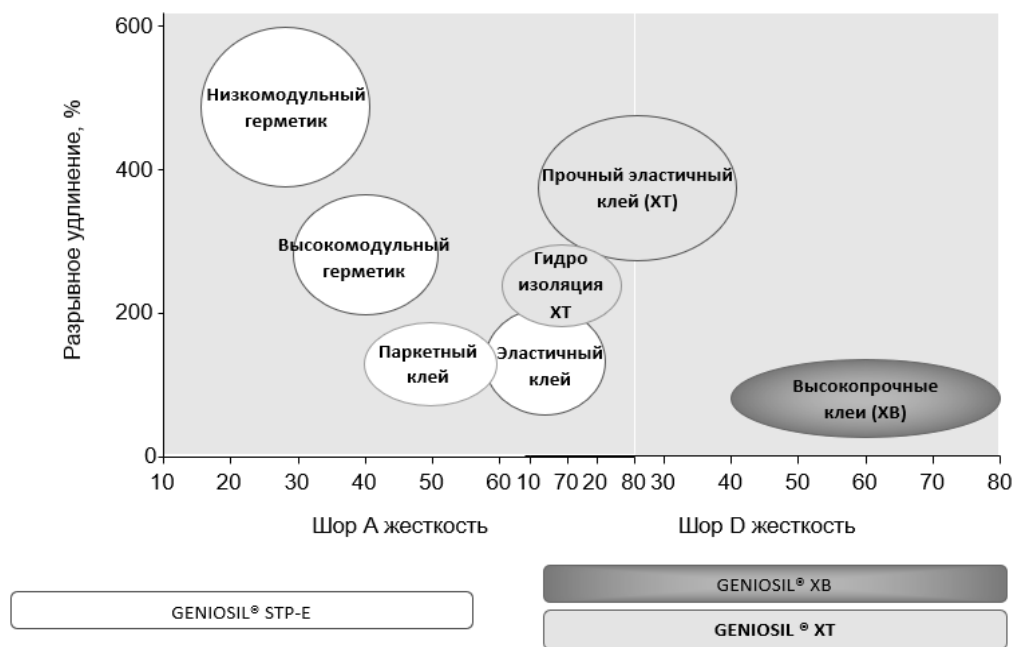 600
400
200
0
Разрывное удлинение, %
Низкомодульный
герметик
Прочный эластичный
клей (XT)
Высокомодульный
герметик
Гидро
изоляция
XT
Паркетный
клей
Эластичный
клей
Высокопрочные
клеи (XB)
10 20 30 40 50 60 10 70 20 80 30 40 50 60 70 80
Шор A жесткость
Шор D жесткость
GENIOSIL® XB
GENIOSIL® STP-E
GENIOSIL ® XT